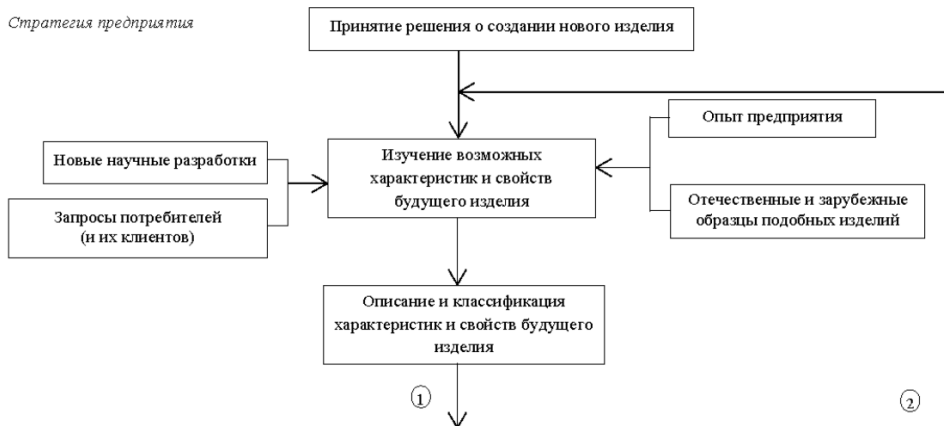 Стратегия предприятия
Принятие решения о создании нового изделия
Опыт предприятия
Новые научные разработки
Изучение возможных
характеристик и свойств
будущего изделия
Запросы потребителей
(и их клиентов)
Отечественные и зарубежные
образцы подобных изделий
Описание и классификация
характеристик и свойств будущего
изделия
1
2